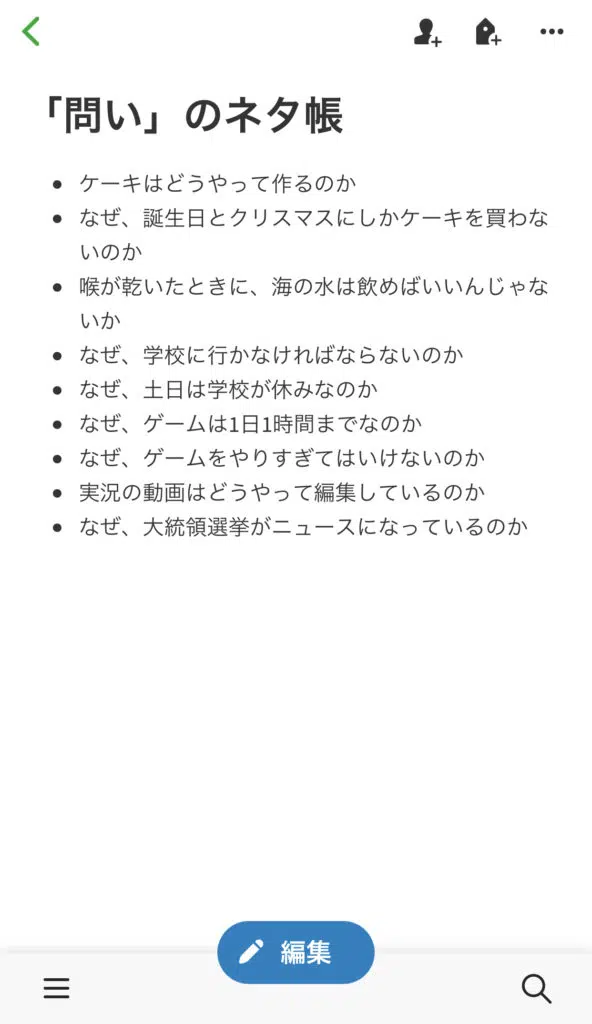 「問い」のネタ帳
• ケーキはどうやって作るのか
• なぜ、誕生日とクリスマスにしかケーキを買わな
いのか
• 喉が乾いたときに、海の水は飲めばいいんじゃな
いか
• なぜ、学校に行かなければならないのか
• なぜ、土日は学校が休みなのか
• なぜ、ゲームは1日1時間までなのか
• なぜ、ゲームをやりすぎてはいけないのか
• 実況の動画はどうやって編集しているのか
• なぜ、大統領選挙がニュースになっているのか
編集